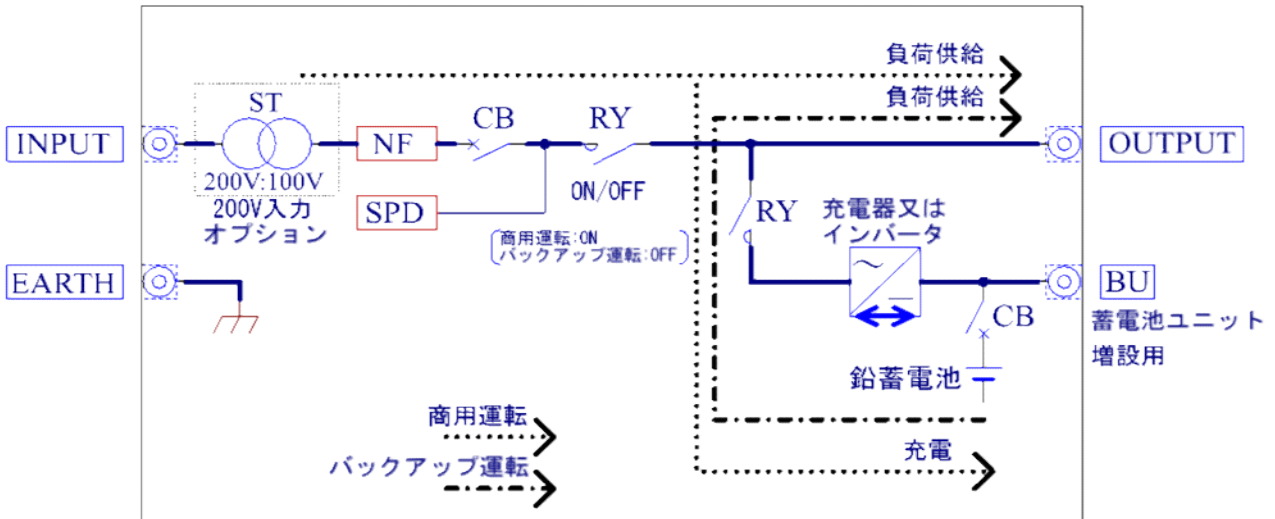 負荷供給
負荷供給
INPUT
ST
200V:100V
200V入力
オプション
NF
SPD
CB
RY
ON/OFF
商用運転:ON
バックアップ運転:OFF
OUTPUT
RY
充電器又は
インバータ
EARTH
BU
蓄電池ユニット
増設用
CB
鉛蓄電池
商用運転
バックアップ運転
充電